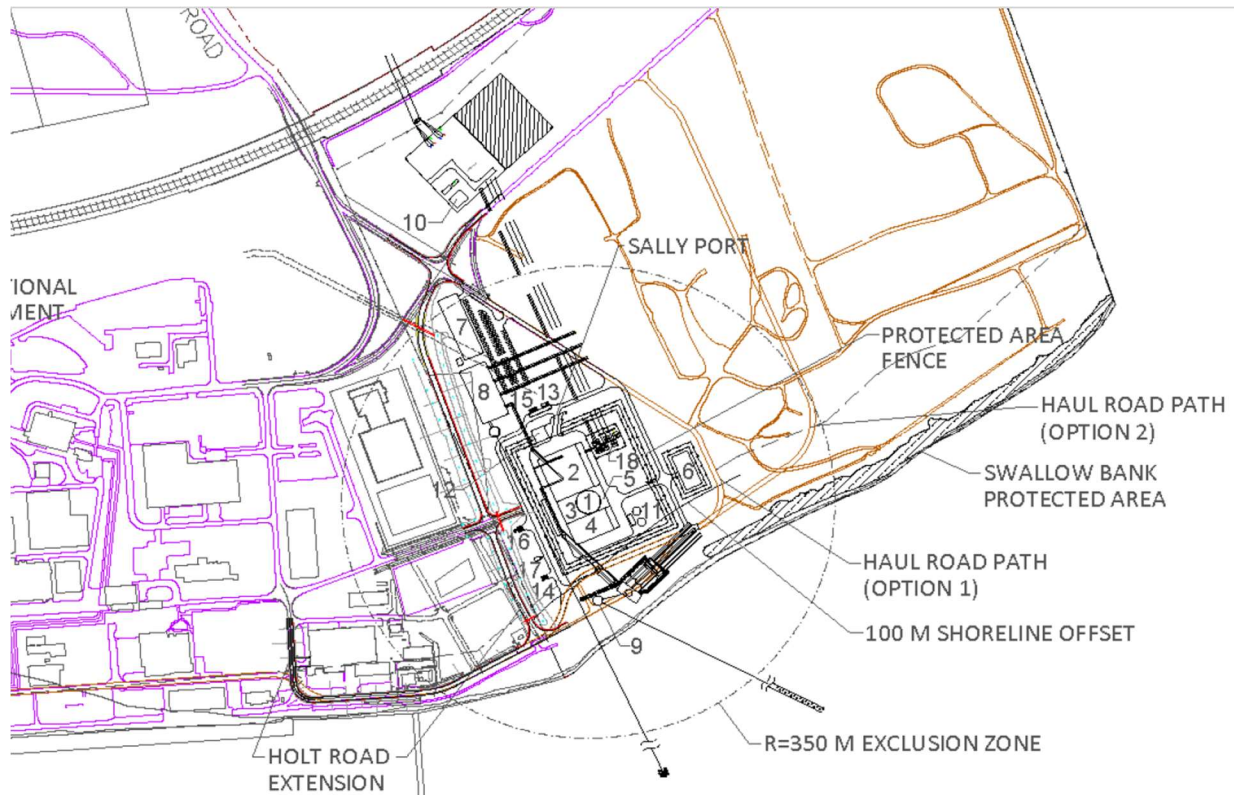 ROAD
10
SALLY PORT
TIONAL
MENT
7
PROTECTED AREA
FENCE
8
15
13
HAUL ROAD PATH
(OPTION 2)
2
18
6
SWALLOW BANK
PROTECTED AREA
12
5
3
1
11
4
16
HAUL ROAD PATH
(OPTION 1)
17
14
100 M SHORELINE OFFSET
9
R=350 M EXCLUSION ZONE
HOLT ROAD
EXTENSION